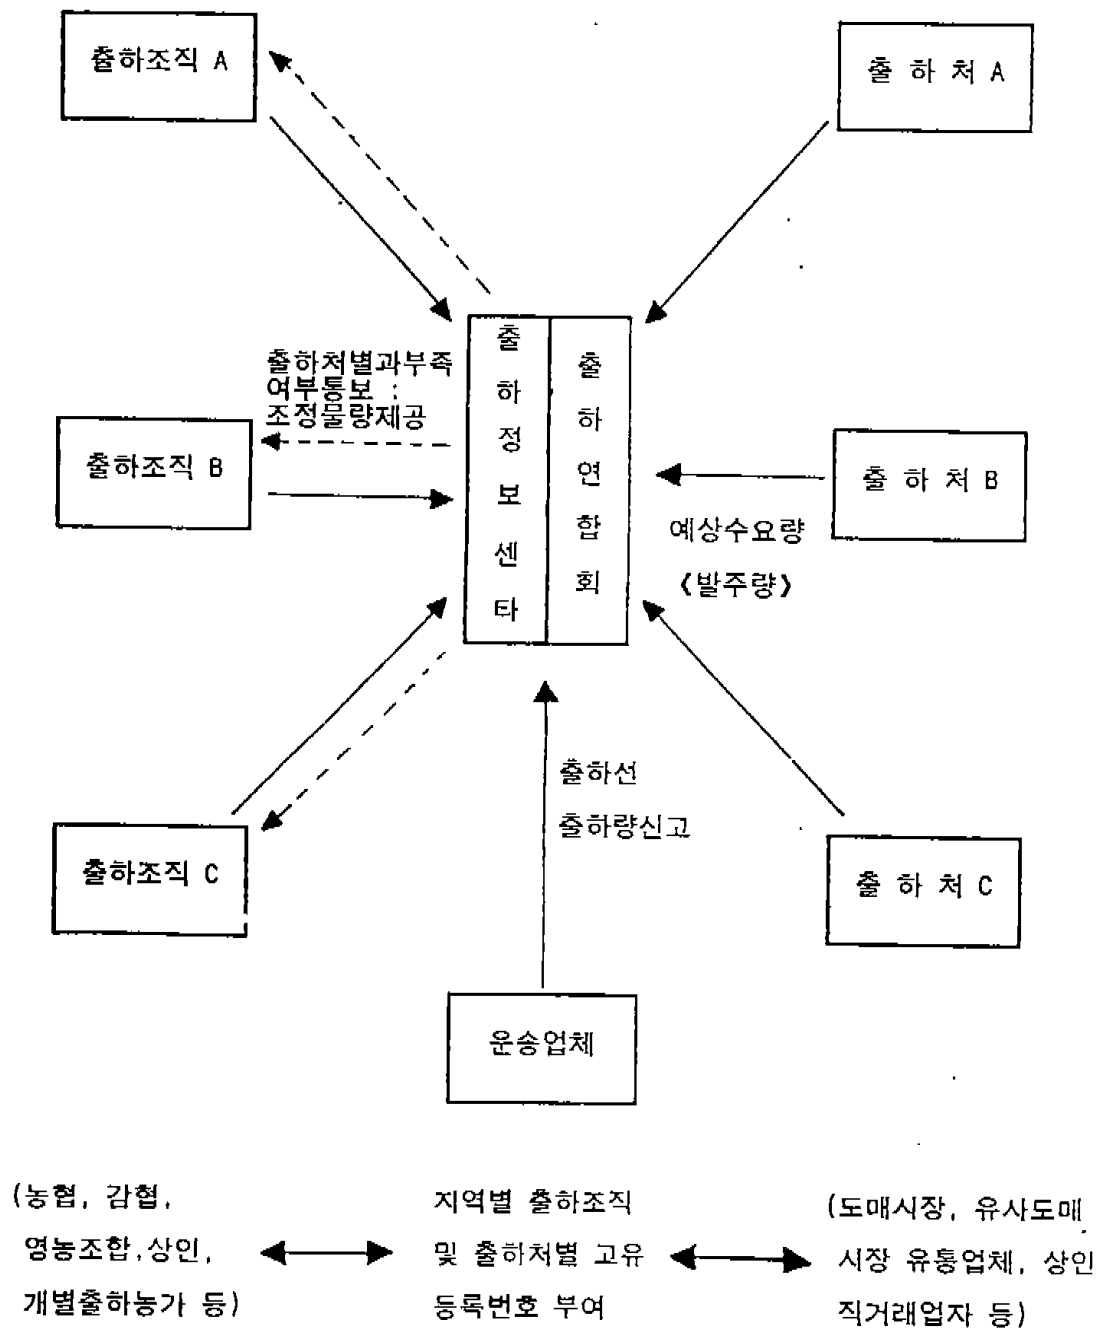 출하조직 A
출 하 처 A
출하정보센타
출하연합회
출하처별과부족
여부통보 :
조정물량제공
출하조직 B
출 하 처 B
예상수요량
《발주량》
출하선
출하량신고
출하조직 C
출 하 처 C
운송업체
(농협, 감협,
영농조합,상인,
개별출하농가 등)
지역별 출하조직
및 출하처별 고유
등록번호 부여
(도매시장, 유사도매
시장 유통업체, 상인
직거래업자 등)